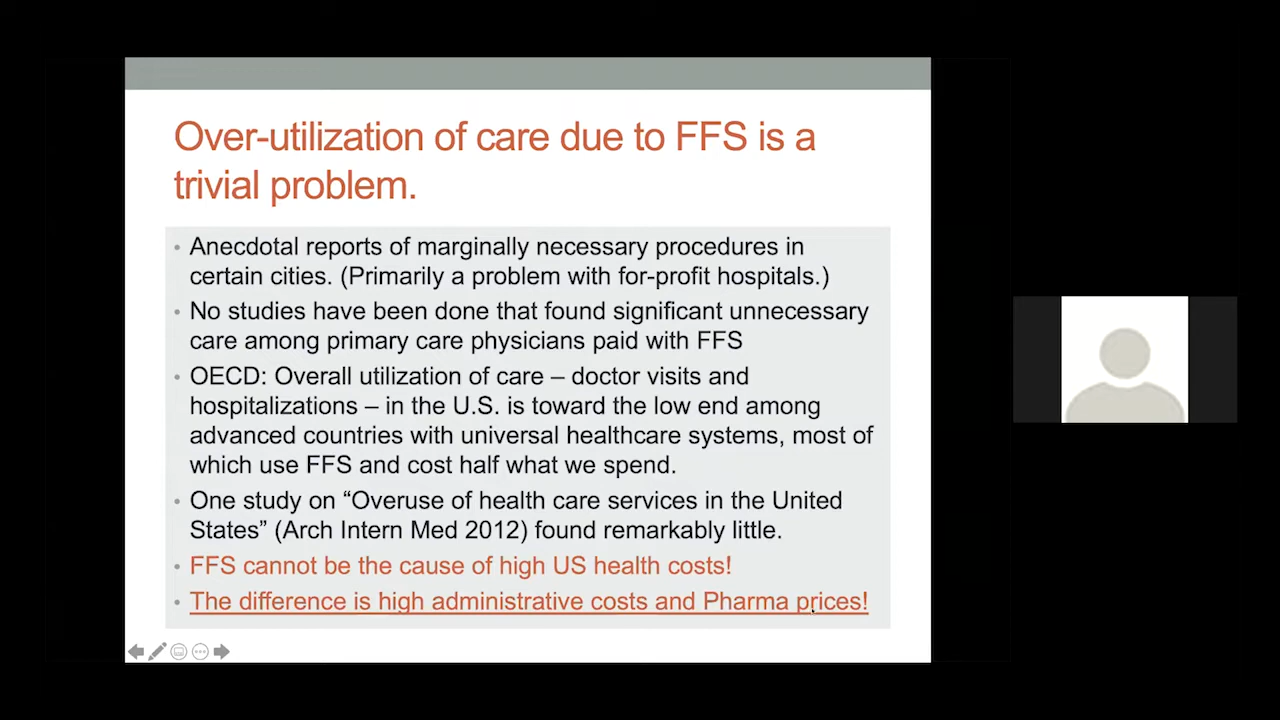 Over-utilization of care due to FFS is a
trivial problem.
• Anecdotal reports of marginally necessary procedures in
certain cities. (Primarily a problem with for-profit hospitals.)
• No studies have been done that found significant unnecessary
care among primary care physicians paid with FFS
• OECD: Overall utilization of care – doctor visits and
hospitalizations – in the U.S. is toward the low end among
advanced countries with universal healthcare systems, most of
which use FFS and cost half what we spend.
• One study on “Overuse of health care services in the United
States” (Arch Intern Med 2012) found remarkably little.
• FFS cannot be the cause of high US health costs!
• The difference is high administrative costs and Pharma prices!